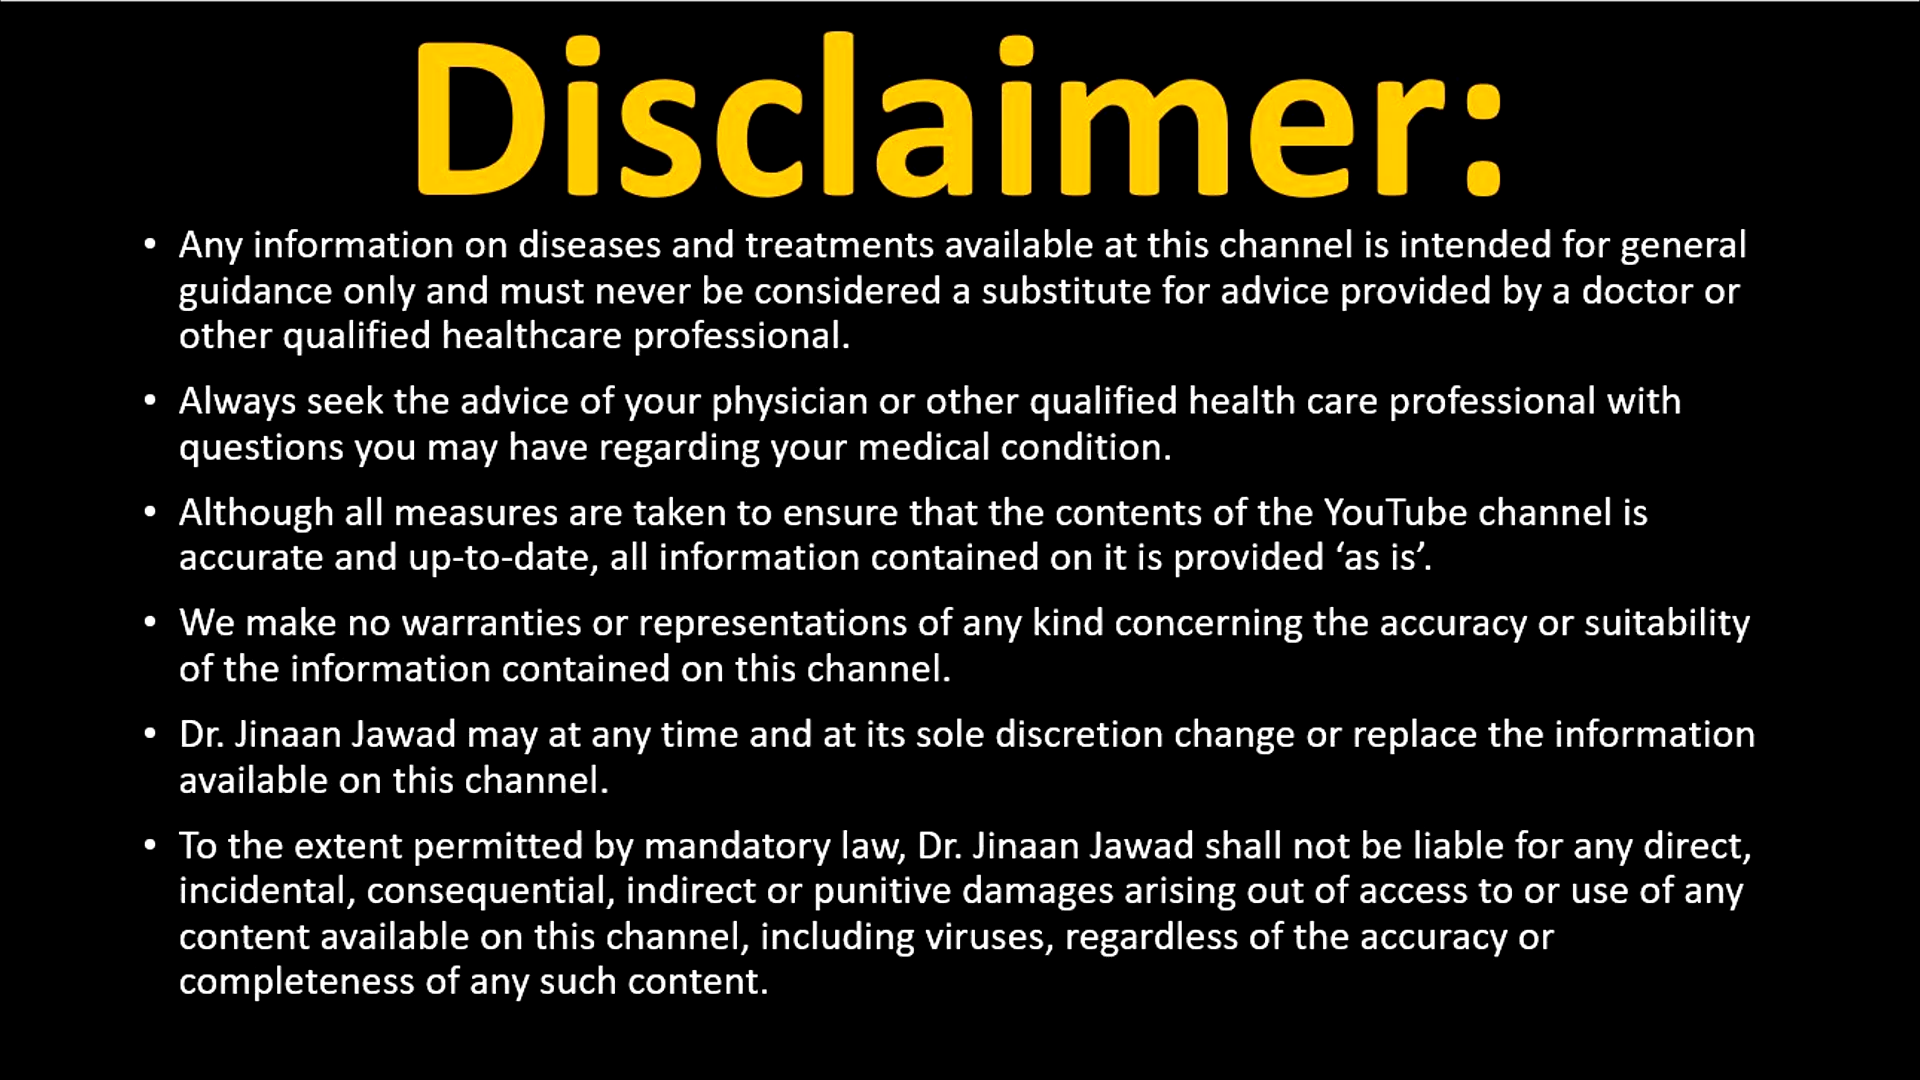 Disclaimer:
• Any information on diseases and treatments available at this channel is intended for general
guidance only and must never be considered a substitute for advice provided by a doctor or
other qualified healthcare professional.
• Always seek the advice of your physician or other qualified health care professional with
questions you may have regarding your medical condition.
• Although all measures are taken to ensure that the contents of the YouTube channel is
accurate and up-to-date, all information contained on it is provided ‘as is’.
• We make no warranties or representations of any kind concerning the accuracy or suitability
of the information contained on this channel.
• Dr. Jinaan Jawad may at any time and at its sole discretion change or replace the information
available on this channel.
• To the extent permitted by mandatory law, Dr. Jinaan Jawad shall not be liable for any direct,
incidental, consequential, indirect or punitive damages arising out of access to or use of any
content available on this channel, including viruses, regardless of the accuracy or
completeness of any such content.